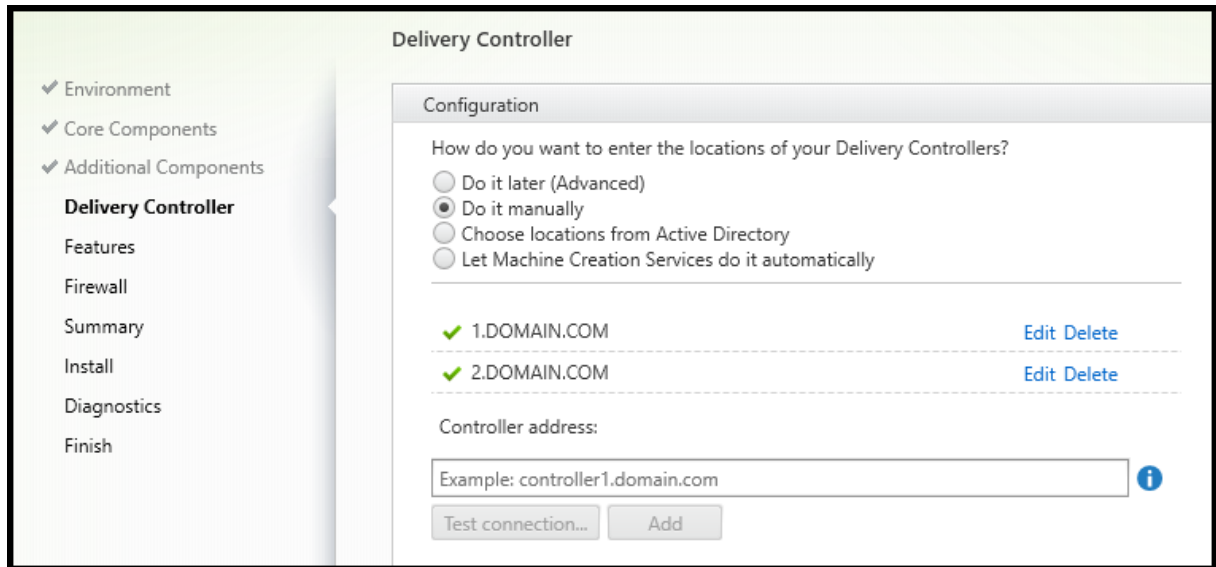 Delivery Controller
Environment
Core Components
Additional Components
Delivery Controller
Features
Firewall
Summary
Install
Diagnostics
Finish
Configuration
How do you want to enter the locations of your Delivery Controllers?
Do it later (Advanced)
Do it manually
Choose locations from Active Directory
Let Machine Creation Services do it automatically
1.DOMAIN.COM Edit Delete
2.DOMAIN.COM Edit Delete
Controller address:
Example: controller1.domain.com
Test connection... Add